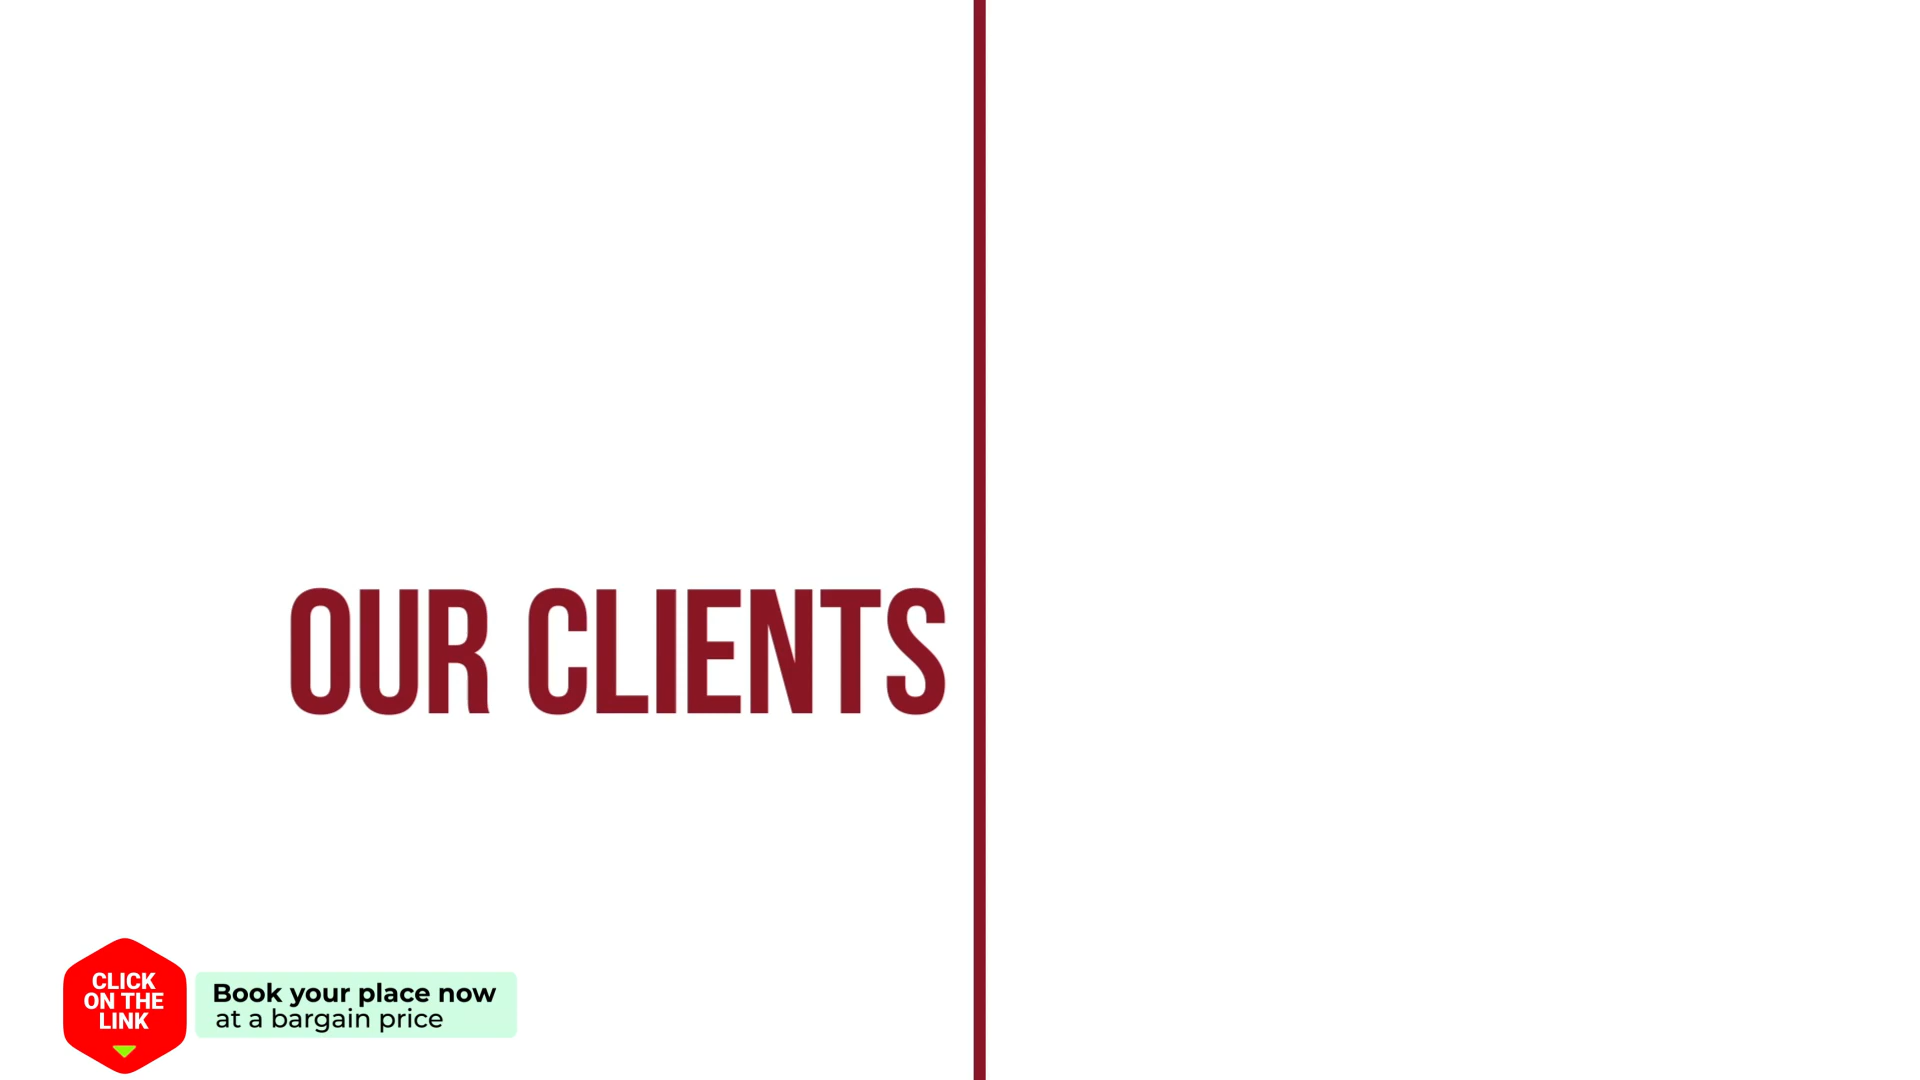 OUR CLIENTS
CLICK
ON THE
LINK
Book your place now
at a bargain price